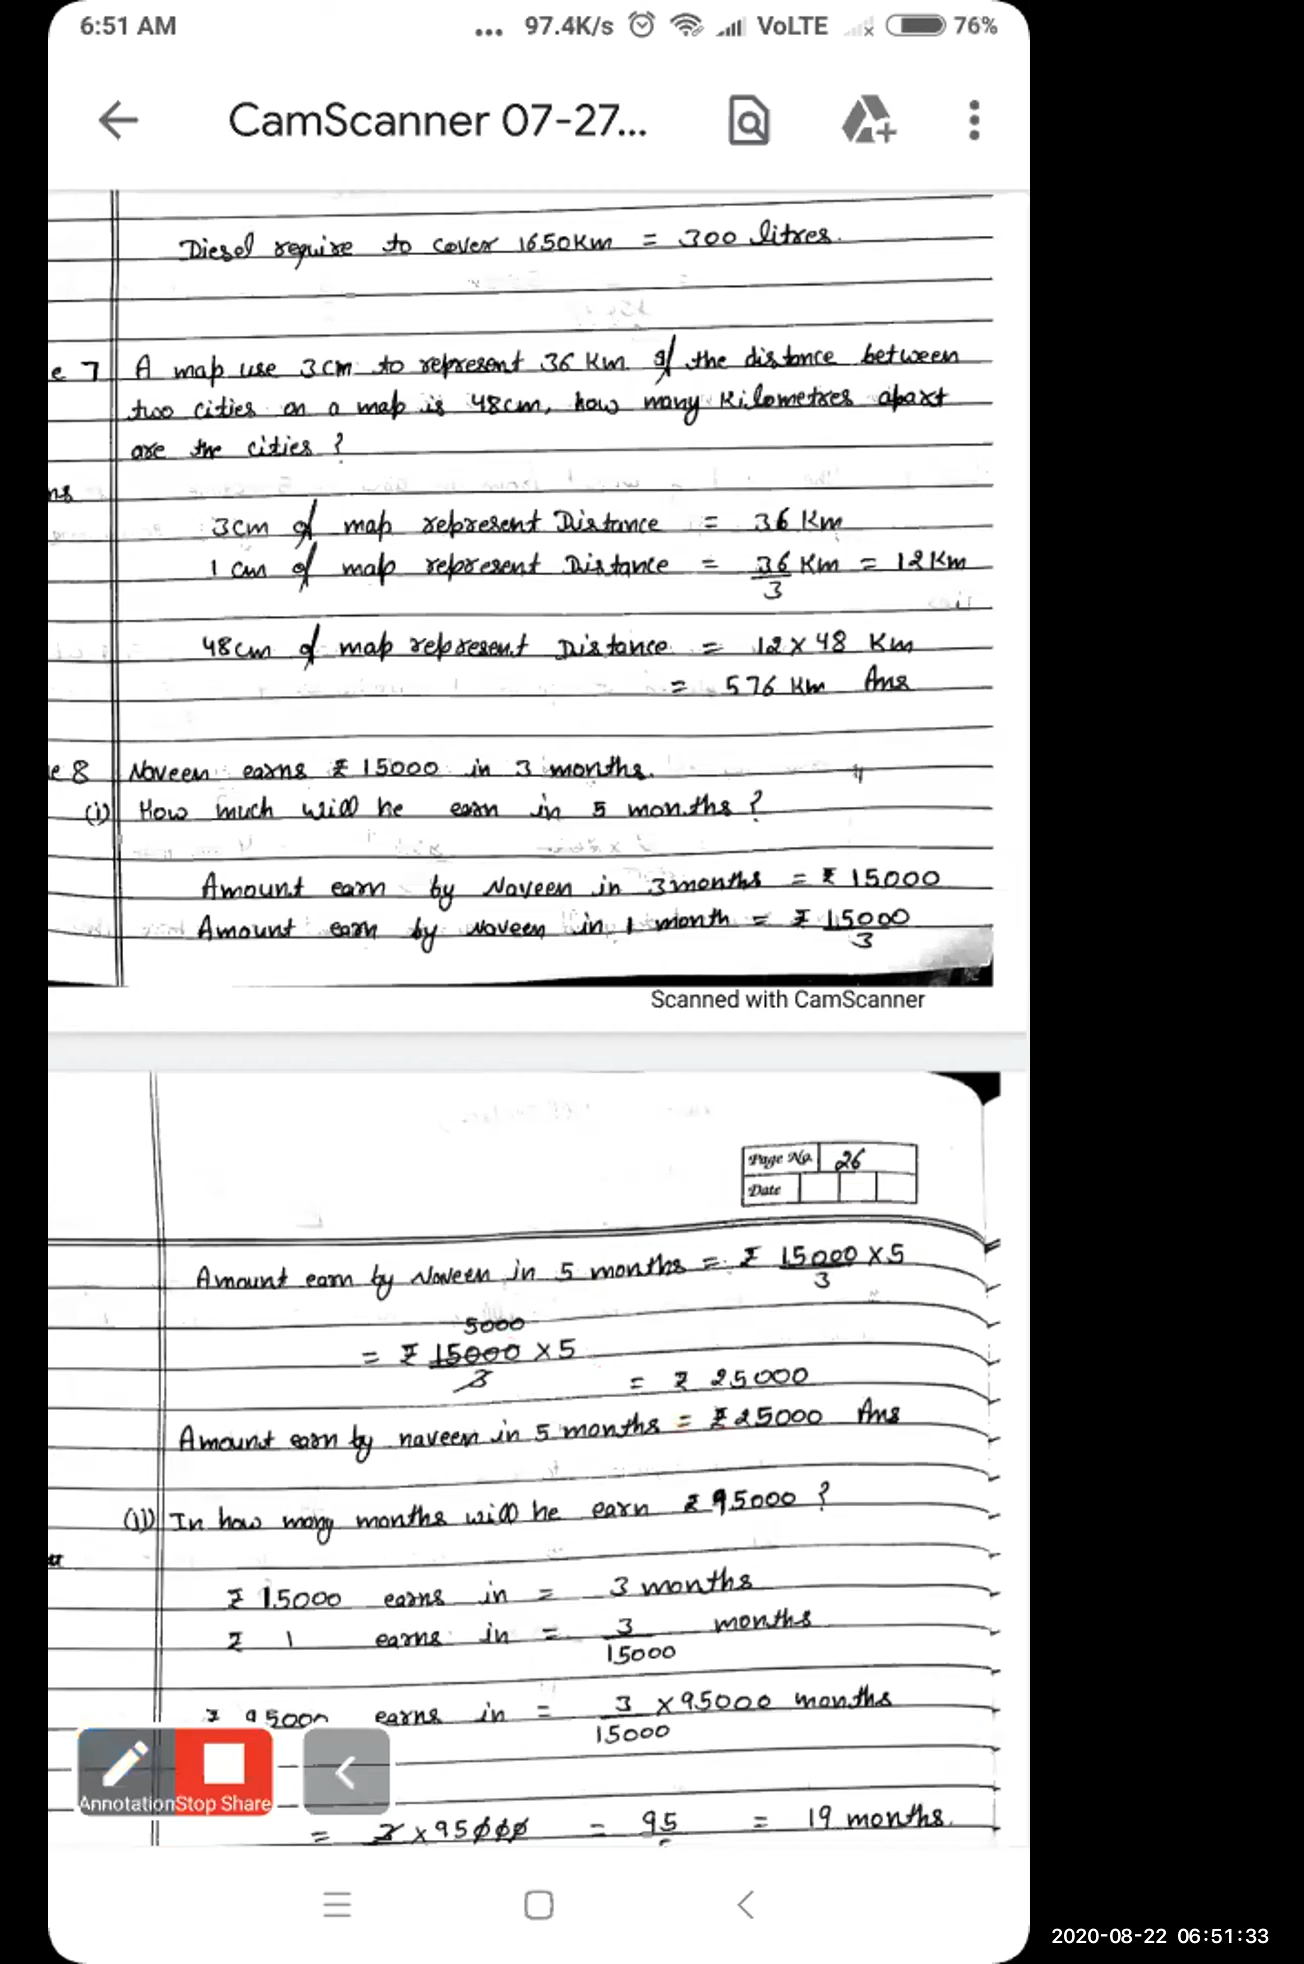 6:51 AM ... 97.4K/s VoLTE 76%
CamScanner 07-27...
Diesel require to cover 1650Km = 300 litres.
e 7 A map use 3cm to represent 36 Km. If the distance between
two cities on a map is 48cm, how many Kilometres apart
are the cities ?
ns
3cm of map represent Distance = 36 Km
1 cm of map represent Distance = 36/3 Km = 12Km
48cm of map represent Distance = 12 x 48 Km
= 576 Km Ans
e 8 Naveen earns ₹ 15000 in 3 months.
(i) How much will he earn in 5 months ?
Amount earn by Naveen in 3months = ₹ 15000
Amount earn by Naveen in 1 month = ₹ 15000/3
Scanned with CamScanner
Page No. 26
Date
Amount earn by Naveen in 5 months = ₹ 15000/3 x 5
5000
= ₹ 15000/3 x 5
= ₹ 25000
Amount earn by naveen in 5 months = ₹ 25000 Ans
(ii) In how many months will he earn ₹ 95000 ?
₹ 15000 earns in = 3 months
₹ 1 earns in = 3/15000 months
₹ 95000 earns in = 3/15000 x 95000 months
Annotation Stop Share
= 3 x 95000 = 95 = 19 months.
2020-08-22 06:51:33